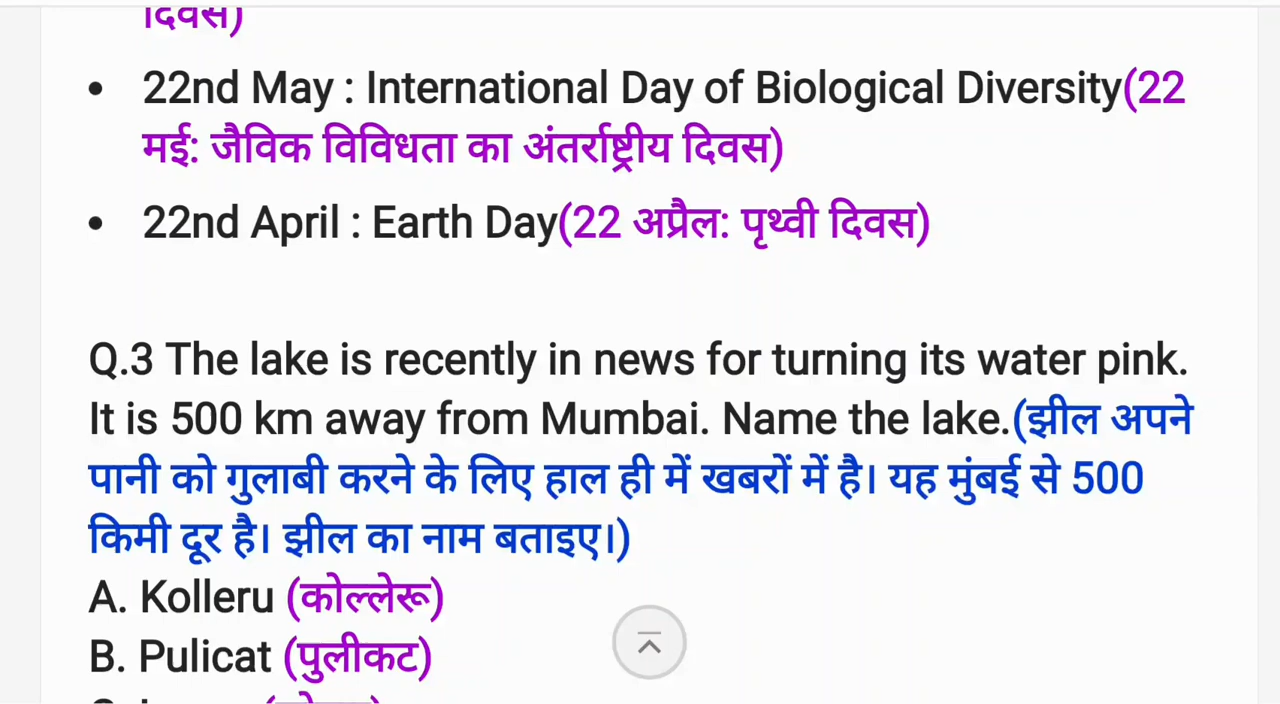 दिवस)
• 22nd May : International Day of Biological Diversity(22
मई: जैविक विविधता का अंतर्राष्ट्रीय दिवस)
• 22nd April : Earth Day(22 अप्रैल: पृथ्वी दिवस)
Q.3 The lake is recently in news for turning its water pink.
It is 500 km away from Mumbai. Name the lake.(झील अपने
पानी को गुलाबी करने के लिए हाल ही में खबरों में है। यह मुंबई से 500
किमी दूर है। झील का नाम बताइए।)
A. Kolleru (कोल्लेरू)
B. Pulicat (पुलीकट)